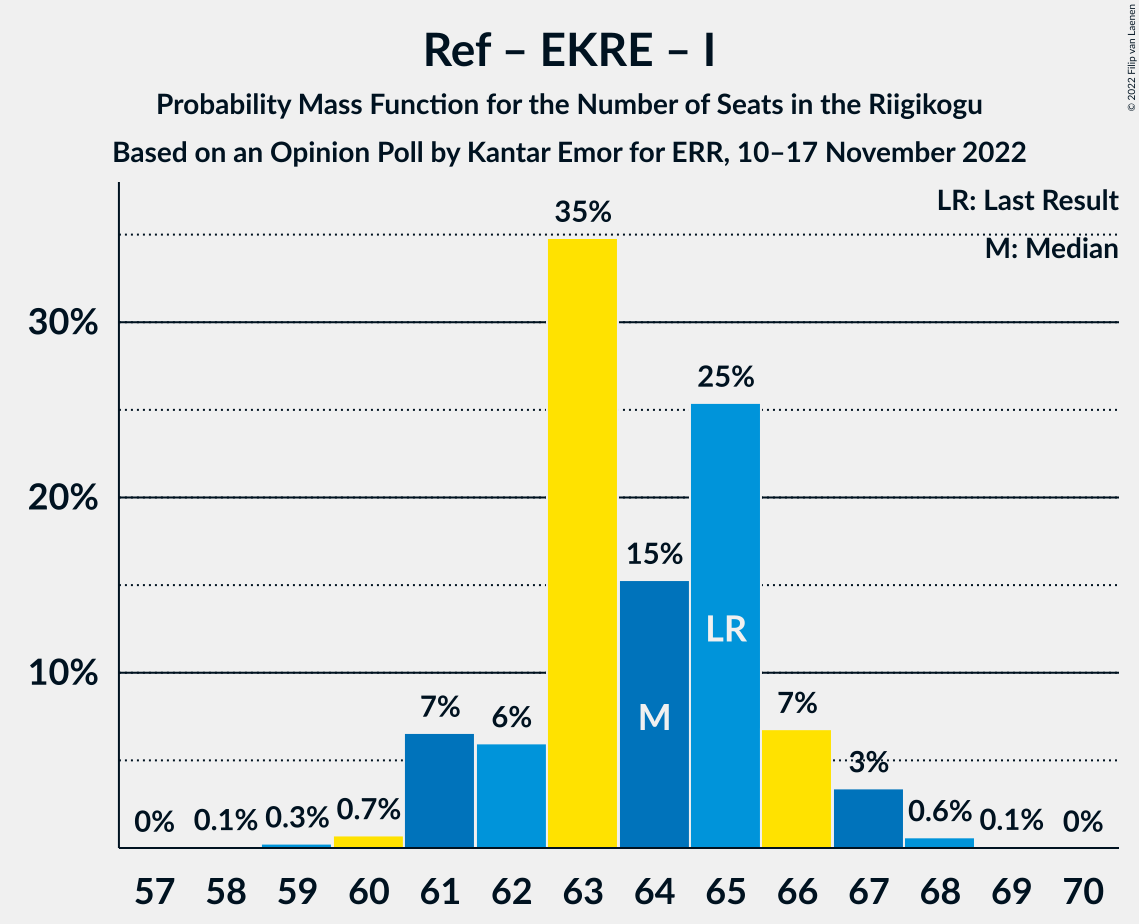 Ref – EKRE – I
Probability Mass Function for the Number of Seats in the Riigikogu
Based on an Opinion Poll by Kantar Emor for ERR, 10–17 November 2022
© 2022 Filip van Laenen
LR: Last Result
M: Median
35%
30%
25%
20%
15%
LR
10%
7%
6%
M
7%
3%
0%
0.1%
0.3%
0.7%
0.6%
0.1%
0%
57 58 59 60 61 62 63 64 65 66 67 68 69 70